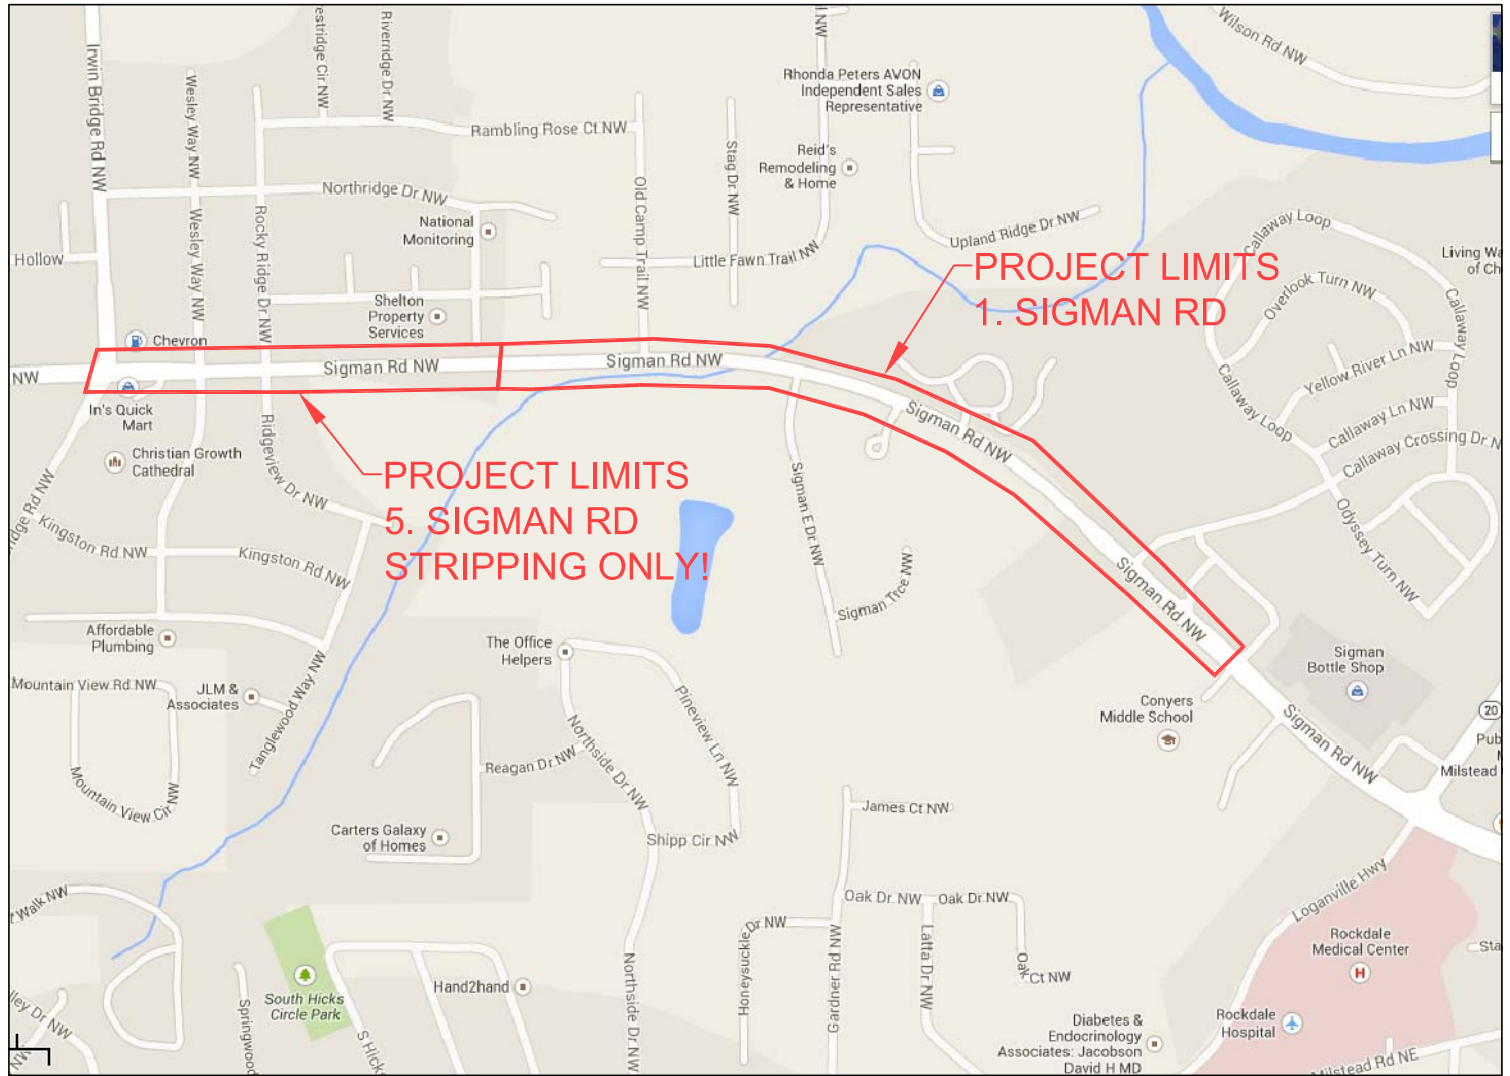 Irwin Bridge Rd NW
Wesley Way NW
Riverridge Dr NW
Rambling Rose Ct NW
Stag Dr NW
Rhonda Peters AVON
Independent Sales
Representative
Reid's
Remodeling
& Home
Wilson Rd NW
Northridge Dr NW
National
Monitoring
Old Camp Trail NW
Little Fawn Trail NW
Upland Ridge Dr NW
Callaway Loop
Overlook Turn NW
Callaway Loop
Hollow
Wesley Way NW
Rocky Ridge Dr NW
Shelton
Property
Services
PROJECT LIMITS
1. SIGMAN RD
Chevron
NW
Sigman Rd NW
Sigman Rd NW
Sigman Rd NW
Yellow River Ln NW
Callaway Loop
Callaway Ln NW
Callaway Crossing Dr N
In's Quick
Mart
Christian Growth
Cathedral
Ridgeview Dr NW
PROJECT LIMITS
5. SIGMAN RD
STRIPPING ONLY!
Sigman E Dr NW
Sigman Trce NW
Odyssey Turn NW
Kingston Rd NW
Kingston Rd NW
Sigman Rd NW
Affordable
Plumbing
The Office
Helpers
Sigman
Bottle Shop
Mountain View Rd NW
JLM &
Associates
Tanglewood Way NW
Pineview Ln NW
Northside Dr NW
Conyers
Middle School
Sigman Rd NW
20
Milstead
Reagan Dr NW
Mountain View Cir NW
Carters Galaxy
of Homes
Shipp Cir NW
James Ct NW
Walk NW
Oak Dr NW
Oak Dr NW
Loganville Hwy
Honeysuckle Dr NW
Gardner Rd NW
Latta Dr NW
Oak Ct NW
Rockdale
Medical Center
H
Northside Dr NW
Hand2hand
South Hicks
Circle Park
Springwood
S Hicks
Diabetes &
Endocrinology
Associates: Jacobson
David H MD
Rockdale
Hospital
Milstead Rd NE